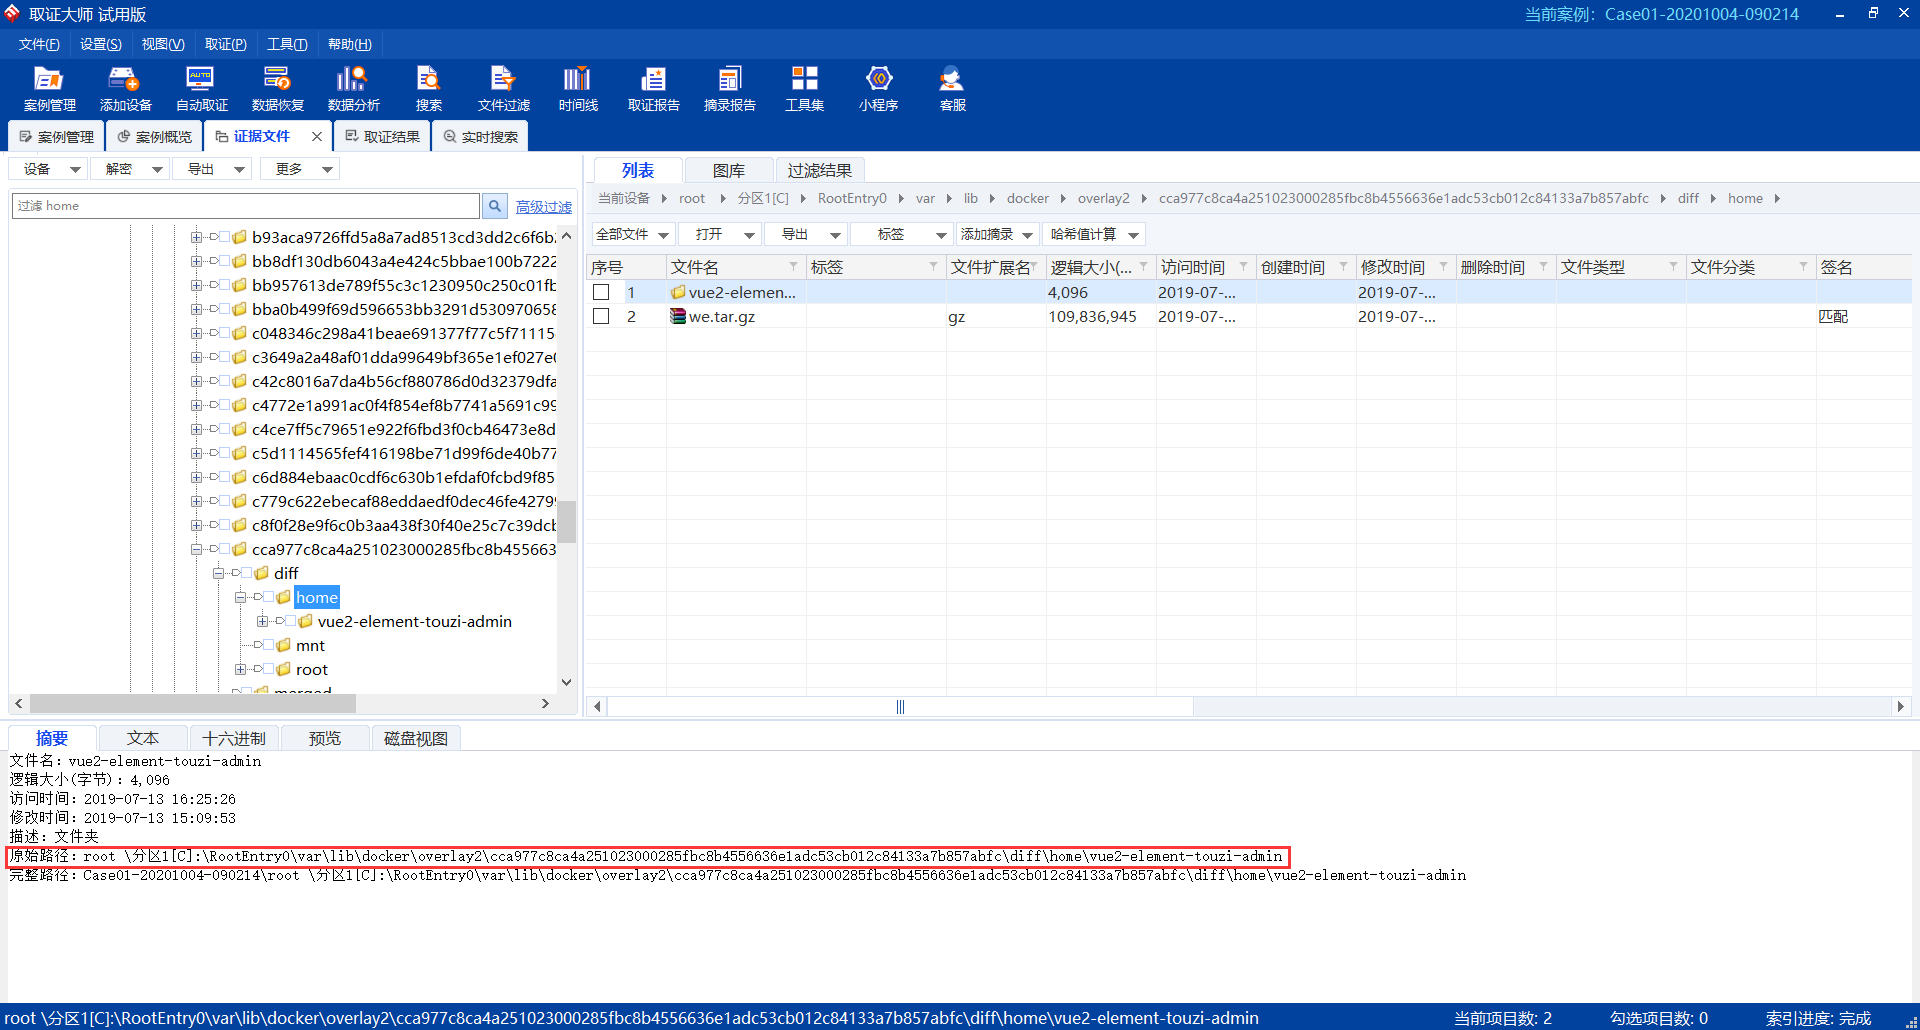 取证大师 试用版
当前案例：Case01-20201004-090214
文件(F) 设置(S) 视图(V) 取证(P) 工具(T) 帮助(H)
案例管理 添加设备 自动取证 数据恢复 数据分析 搜索 文件过滤 时间线 取证报告 摘录报告 工具集 小程序 客服
案例管理 案例概览 证据文件 取证结果 实时搜索
设备 解密 导出 更多
过滤 home
高级过滤
b93aca9726ffd5a8a7ad8513cd3dd2c6f6b
bb8df130db6043a4e424c5bbae100b7222
bb957613de789f55c3c1230950c250c01fb
bba0b499f69d596653bb3291d530970658
c048346c298a41beae691377f77c5f71115
c3649a2a48af01dda99649bf365e1ef027e
c42c8016a7da4b56cf880786d0d32379dfa
c4772e1a991ac0f4f854ef8b7741a5691c99
c4ce7ff5c79651e922f6fbd3f0cb46473e8d
c5d1114565fef416198be71d99f6de40b77
c6d884ebaac0cdf6c630b1efdaf0fcbd9f85
c779c622ebecaf88eddaedf0dec46fe4279
c8f0f28e9f6c0b3aa438f30f40e25c7c39dcb
cca977c8ca4a251023000285fbc8b455663
diff
home
vue2-element-touzi-admin
mnt
root
merged
列表 图库 过滤结果
当前设备 root 分区1[C] RootEntry0 var lib docker overlay2 cca977c8ca4a251023000285fbc8b4556636e1adc53cb012c84133a7b857abfc diff home
全部文件 打开 导出 标签 添加摘录 哈希值计算
序号 文件名 标签 文件扩展名 逻辑大小(... 访问时间 创建时间 修改时间 删除时间 文件类型 文件分类 签名
1 vue2-elemen... 4,096 2019-07-... 2019-07-...
2 we.tar.gz gz 109,836,945 2019-07-... 2019-07-... 匹配
摘要 文本 十六进制 预览 磁盘视图
文件名：vue2-element-touzi-admin
逻辑大小(字节)：4,096
访问时间：2019-07-13 16:25:26
修改时间：2019-07-13 15:09:53
描述：文件夹
原始路径：root \分区1[C]:\RootEntry0\var\lib\docker\overlay2\cca977c8ca4a251023000285fbc8b4556636e1adc53cb012c84133a7b857abfc\diff\home\vue2-element-touzi-admin
完整路径：Case01-20201004-090214\root \分区1[C]:\RootEntry0\var\lib\docker\overlay2\cca977c8ca4a251023000285fbc8b4556636e1adc53cb012c84133a7b857abfc\diff\home\vue2-element-touzi-admin
root \分区1[C]:\RootEntry0\var\lib\docker\overlay2\cca977c8ca4a251023000285fbc8b4556636e1adc53cb012c84133a7b857abfc\diff\home\vue2-element-touzi-admin
当前项目数: 2 勾选项目数: 0 索引进度: 完成